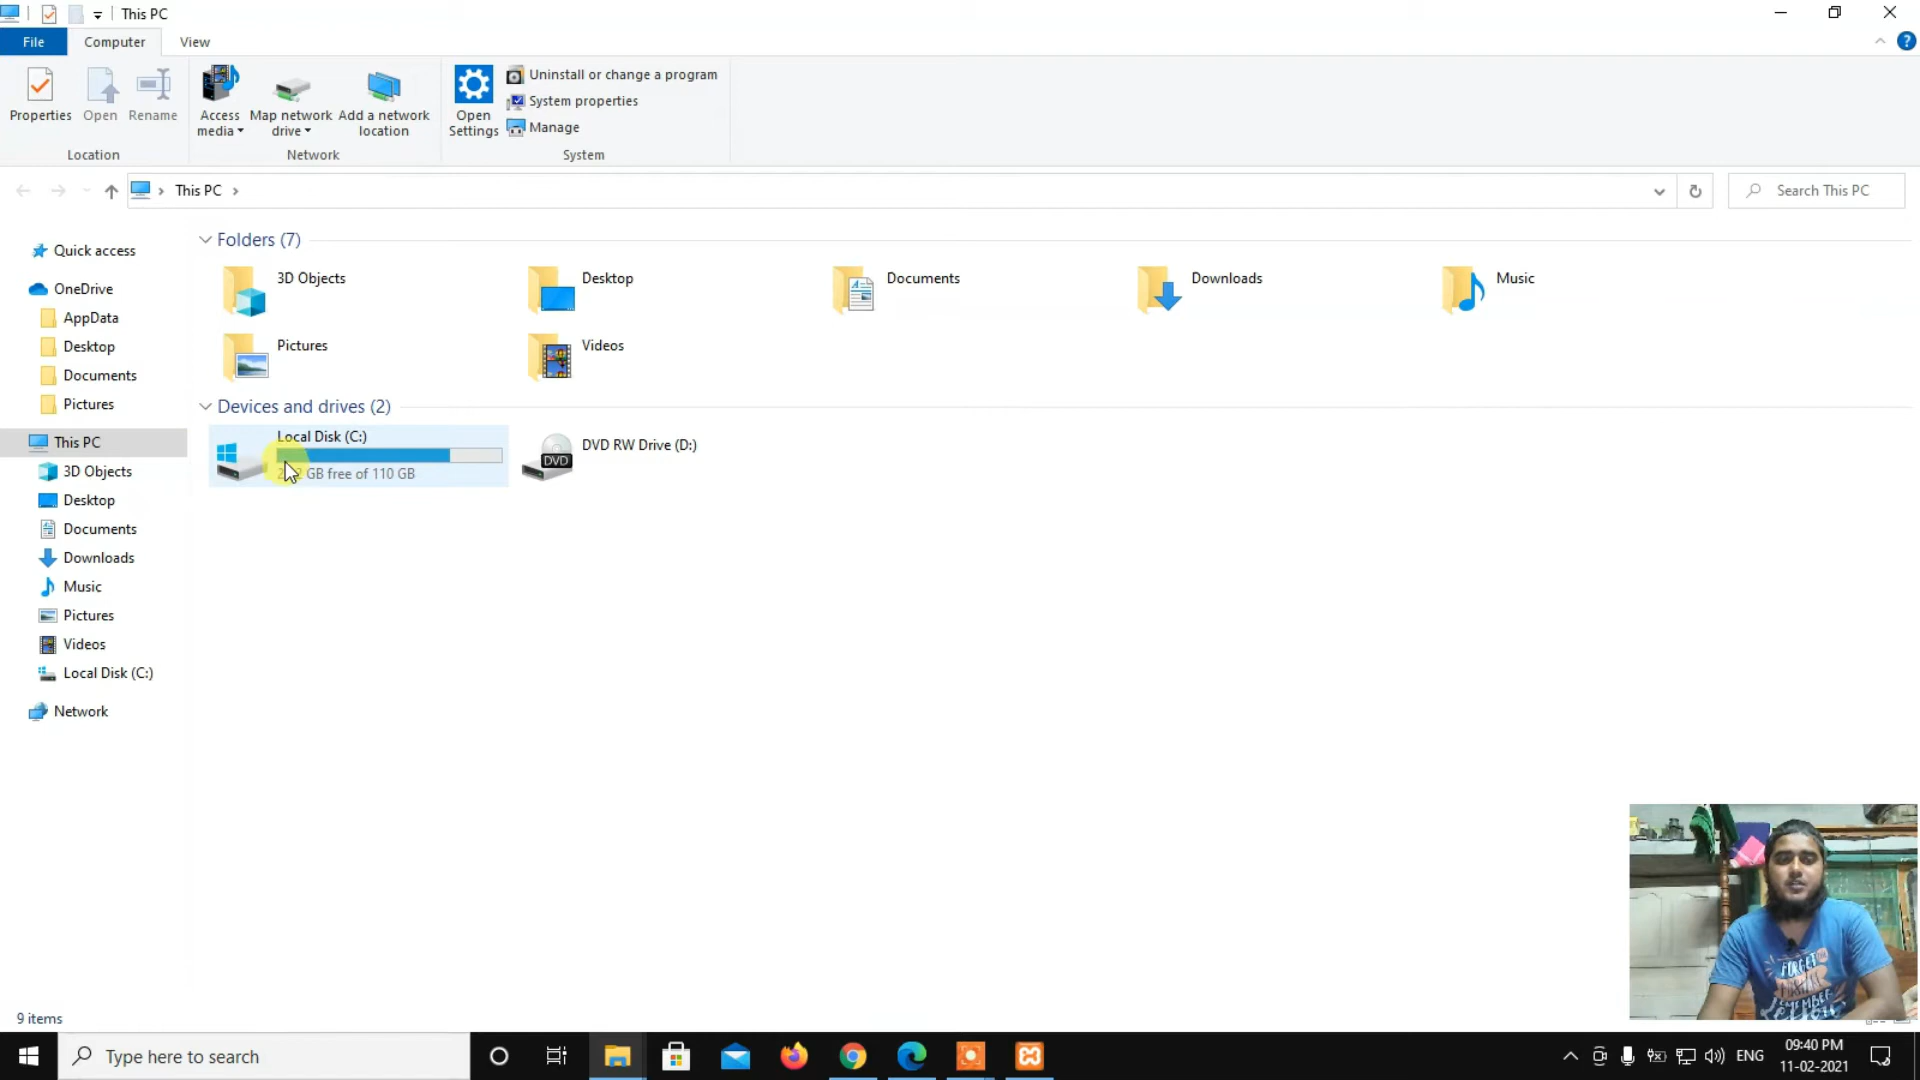 This PC
File Computer View
Properties Open Rename Access media Map network drive Add a network location Open Settings Uninstall or change a program
System properties
Manage
Location Network System
This PC Search This PC
Quick access
OneDrive
AppData
Desktop
Documents
Pictures
This PC
3D Objects
Desktop
Documents
Downloads
Music
Pictures
Videos
Local Disk (C:)
Network
Folders (7)
3D Objects Desktop Documents Downloads Music
Pictures Videos
Devices and drives (2)
Local Disk (C:)
GB free of 110 GB
DVD RW Drive (D:)
DVD
FORGET
REMEMBER
9 items
Type here to search
ENG
09:40 PM
11-02-2021